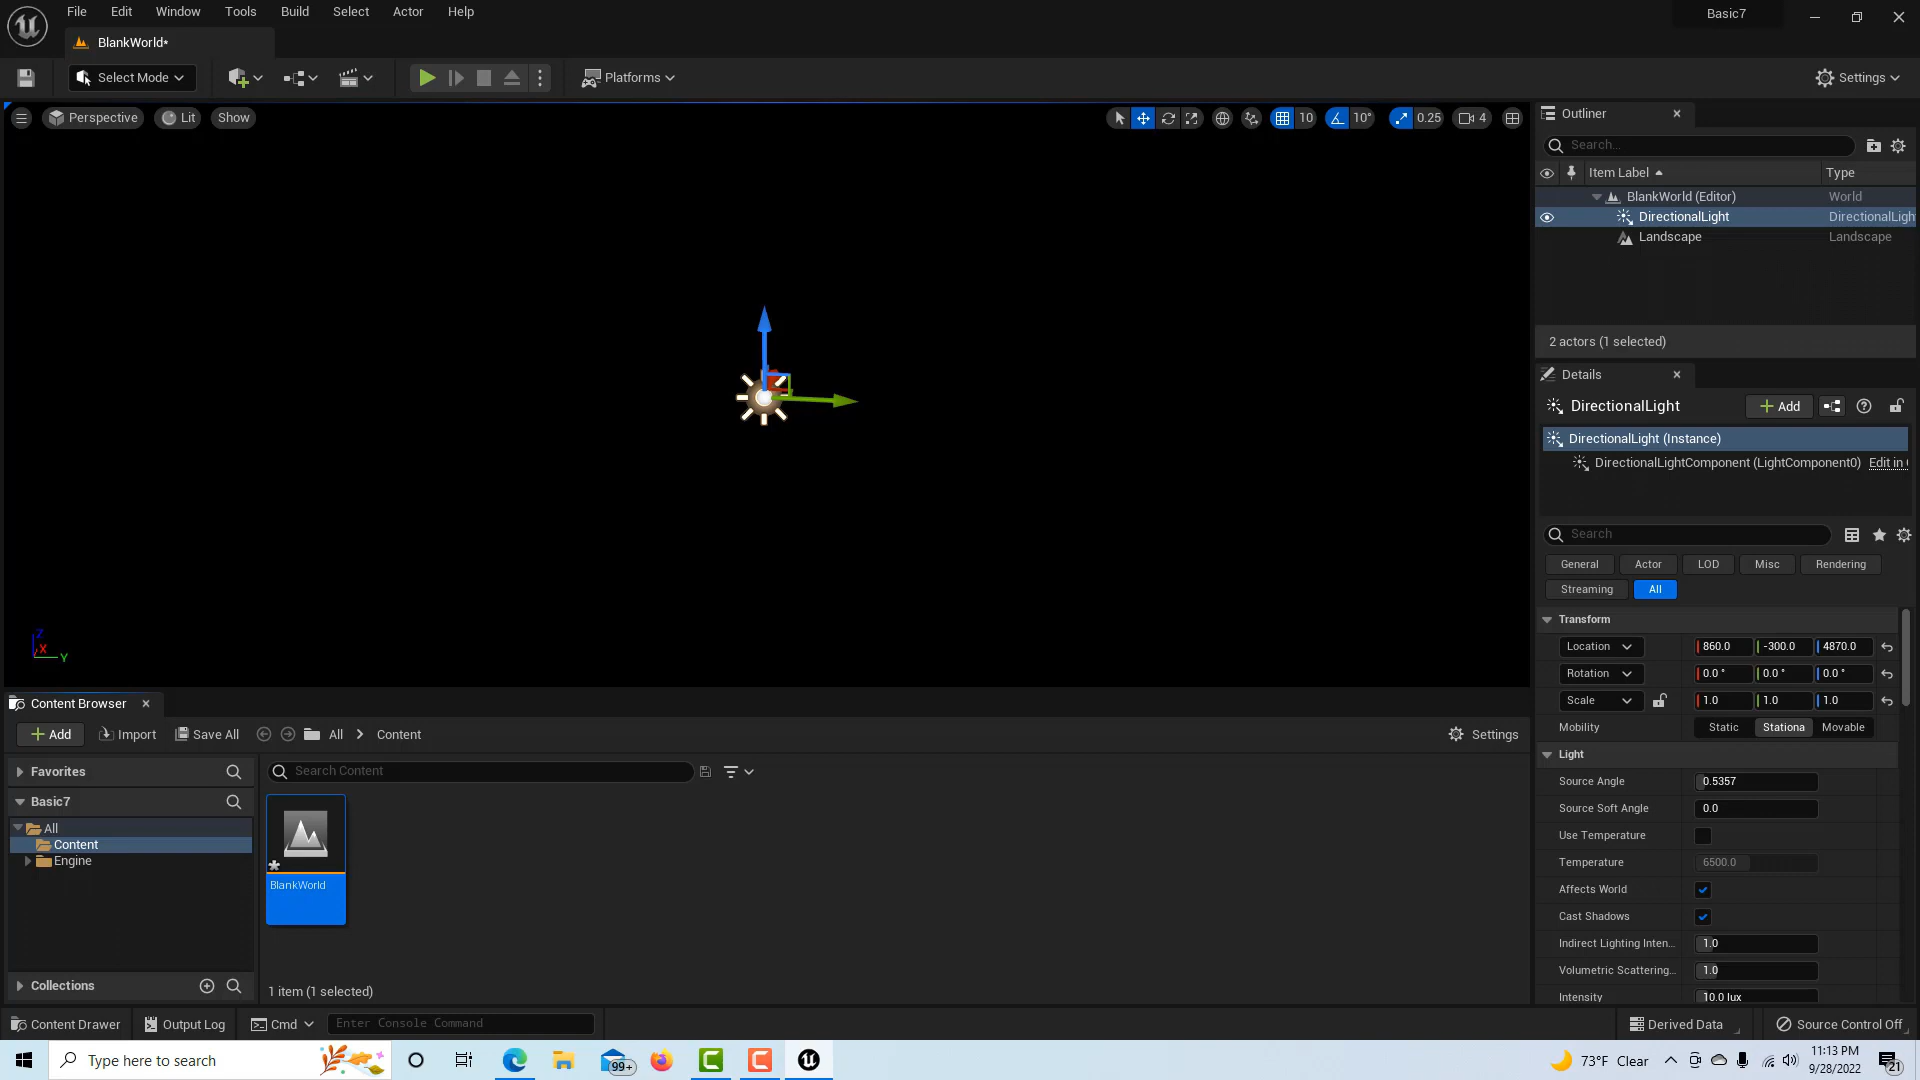 File Edit Window Tools Build Select Actor Help
Basic7
BlankWorld*
Select Mode
Platforms
Settings
Perspective Lit Show
10 10° 0.25 4
Z
X
Y
Outliner
Search...
Item Label Type
BlankWorld (Editor) World
DirectionalLight DirectionalLigh
Landscape Landscape
2 actors (1 selected)
Details
DirectionalLight Add
DirectionalLight (Instance)
DirectionalLightComponent (LightComponent0) Edit in
Search
General Actor LOD Misc Rendering
Streaming All
Transform
Location 860.0 -300.0 4870.0
Rotation 0.0 ° 0.0 ° 0.0 °
Scale 1.0 1.0 1.0
Mobility Static Stationa Movable
Light
Source Angle 0.5357
Source Soft Angle 0.0
Use Temperature
Temperature 6500.0
Affects World
Cast Shadows
Indirect Lighting Inten... 1.0
Volumetric Scattering... 1.0
Intensity 10.0 lux
Content Browser
Add Import Save All All Content Settings
Favorites
Search Content
Basic7
All
Content
Engine
BlankWorld
Collections
1 item (1 selected)
Content Drawer Output Log Cmd Enter Console Command Derived Data Source Control Off
Type here to search
99+
73°F Clear
11:13 PM
9/28/2022
21